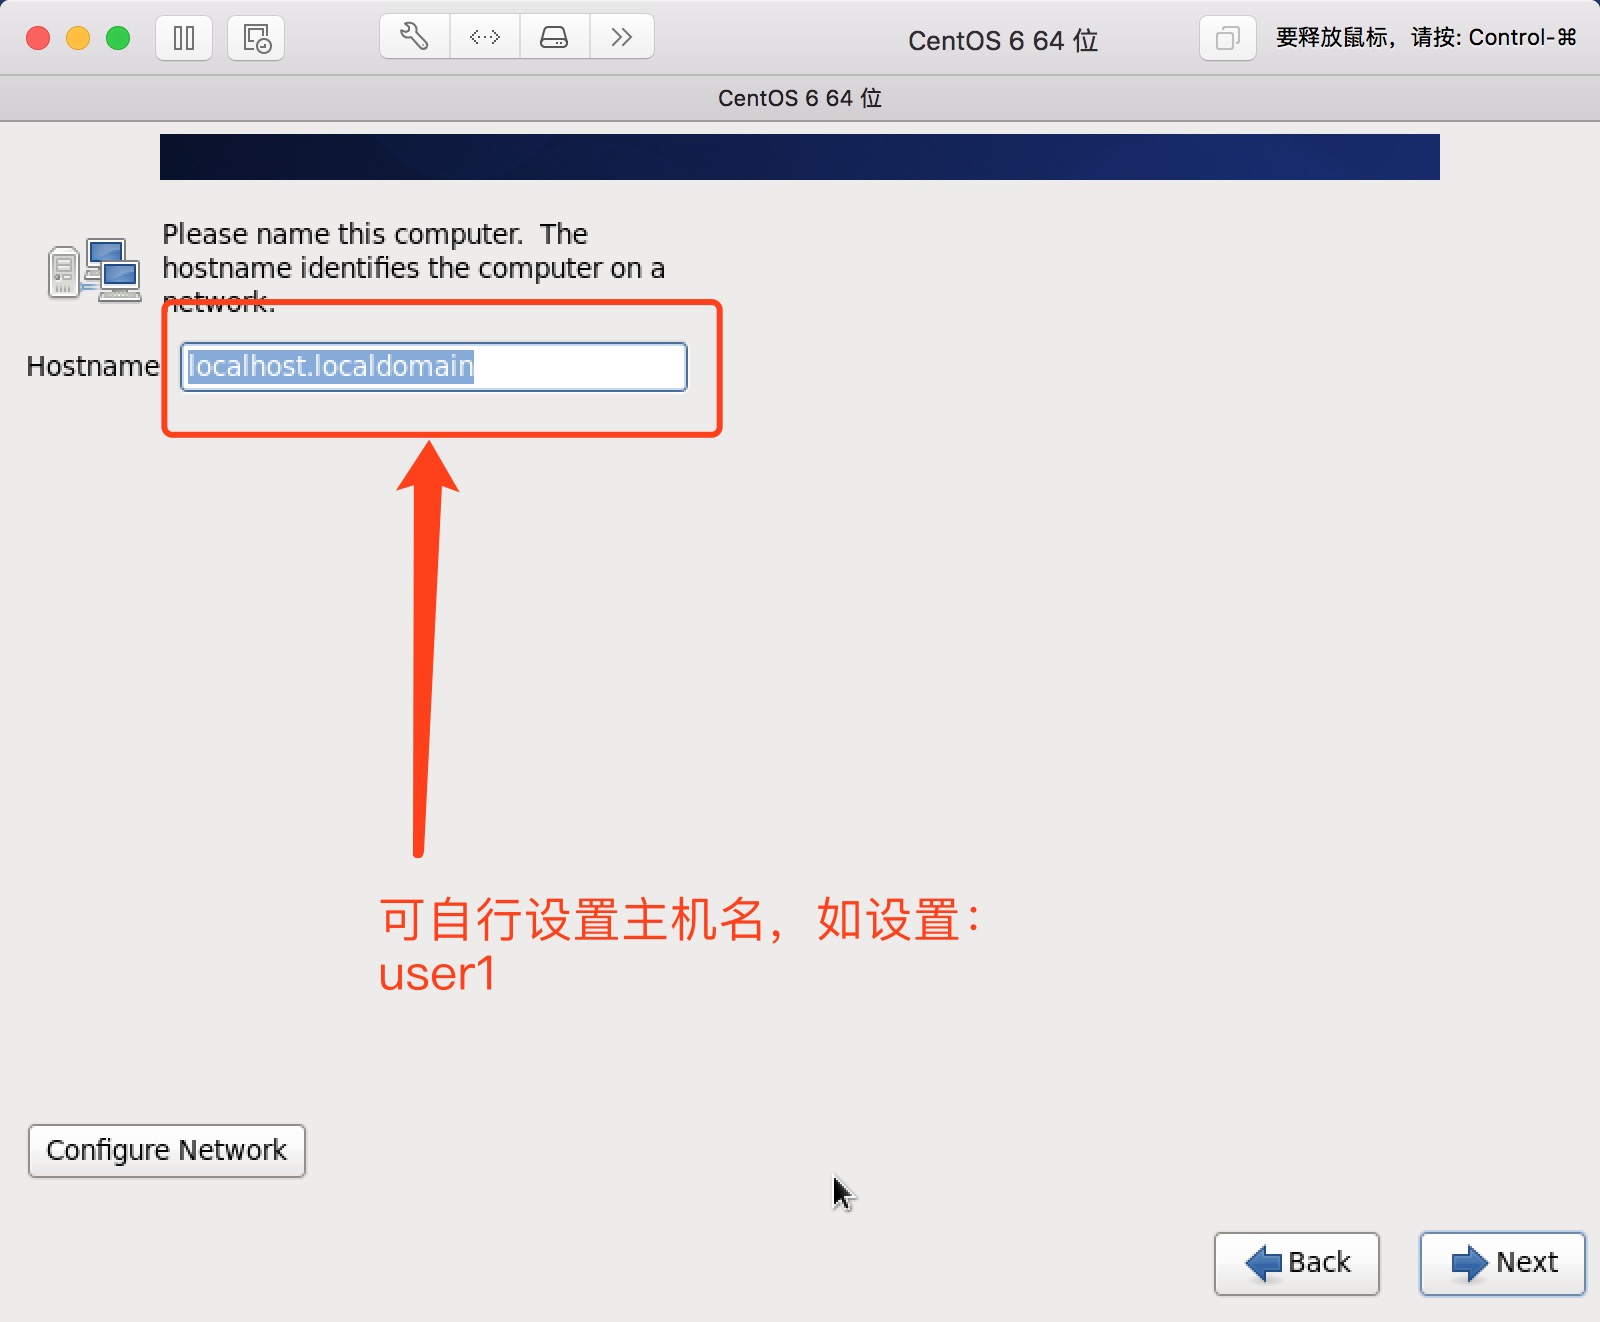 CentOS 6 64 位
要释放鼠标，请按: Control-⌘
CentOS 6 64 位
Please name this computer.  The
hostname identifies the computer on a
network.
Hostname
localhost.localdomain
可自行设置主机名，如设置：
user1
Configure Network
Back
Next